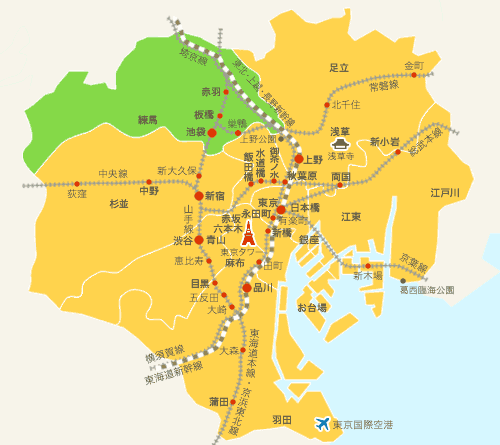 埼京線
東北・上越・長野新幹線
足立
金町
常磐線
赤羽
北千住
板橋
練馬
巣鴨
池袋
上野公園
浅草
浅草寺
新小岩
総武本線
上野
御茶ノ水
水道橋
飯田橋
秋葉原
両国
新大久保
中央線
中野
荻窪
杉並
新宿
江戸川
山手線
東京
日本橋
永田町
有楽町
赤坂
六本木
新橋
銀座
江東
渋谷
青山
東京タワー
麻布
田町
恵比寿
京葉線
新木場
葛西臨海公園
目黒
五反田
品川
大崎
お台場
横須賀線
東海道新幹線
大森
東海道本線・京浜東北線
蒲田
羽田
東京国際空港